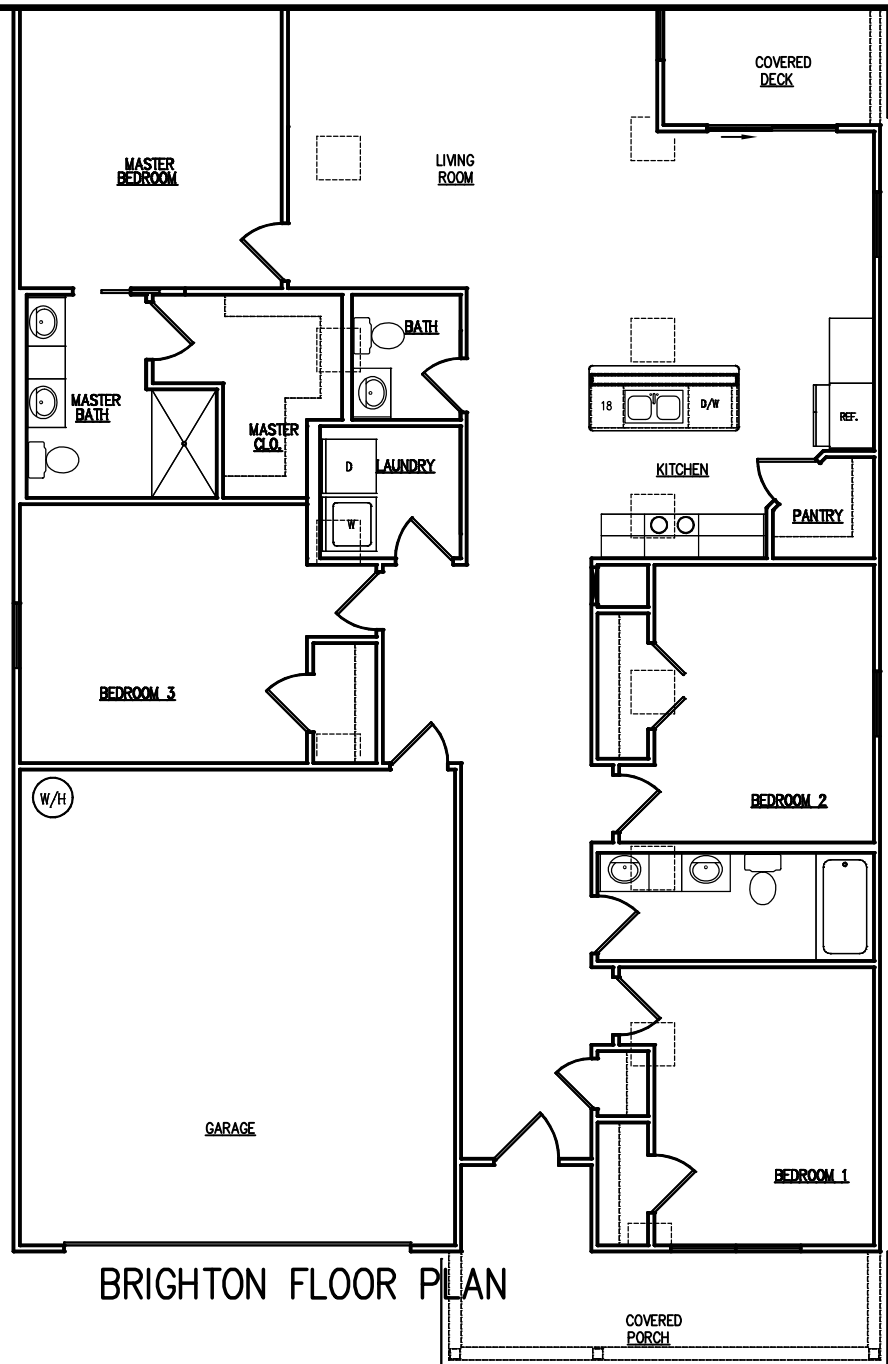 COVERED
DECK
MASTER
BEDROOM
LIVING
ROOM
BATH
MASTER
BATH
18
D/W
REF.
MASTER
CLO.
D
LAUNDRY
KITCHEN
W
PANTRY
BEDROOM 3
W/H
BEDROOM 2
GARAGE
BEDROOM 1
BRIGHTON FLOOR PLAN
COVERED
PORCH